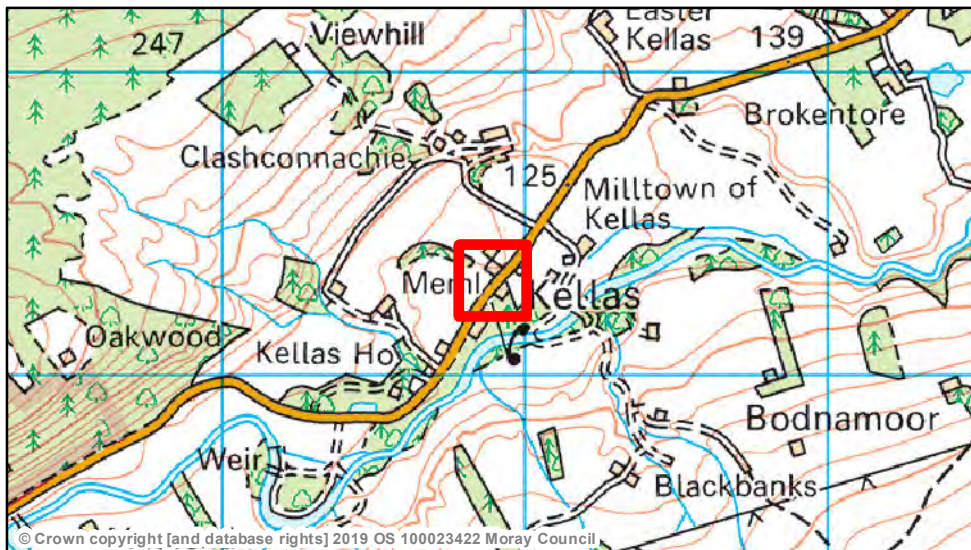 247
Viewhill
Easter
Kellas
139
Brokentore
Clashconnachie
125
Milltown of
Kellas
Meml
Kellas
Oakwood
Kellas Ho
Bodnamoor
Weir
Blackbanks
© Crown copyright [and database rights] 2019 OS 100023422 Moray Council